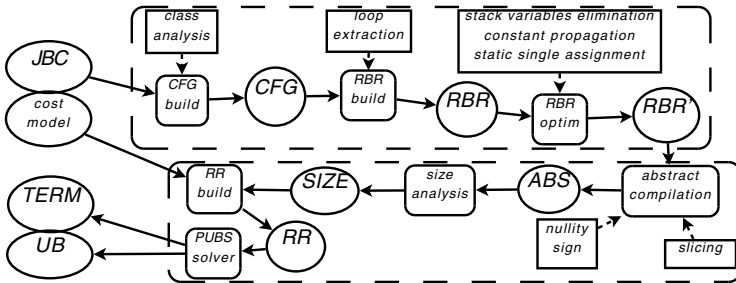 class
analysis
loop
extraction
stack variables elimination
constant propagation
static single assignment
JBC
cost
model
CFG
build
CFG
RBR
build
RBR
RBR
optim
RBR'
TERM
UB
RR
build
SIZE
size
analysis
ABS
abstract
compilation
PUBS
solver
RR
nullity
sign
slicing